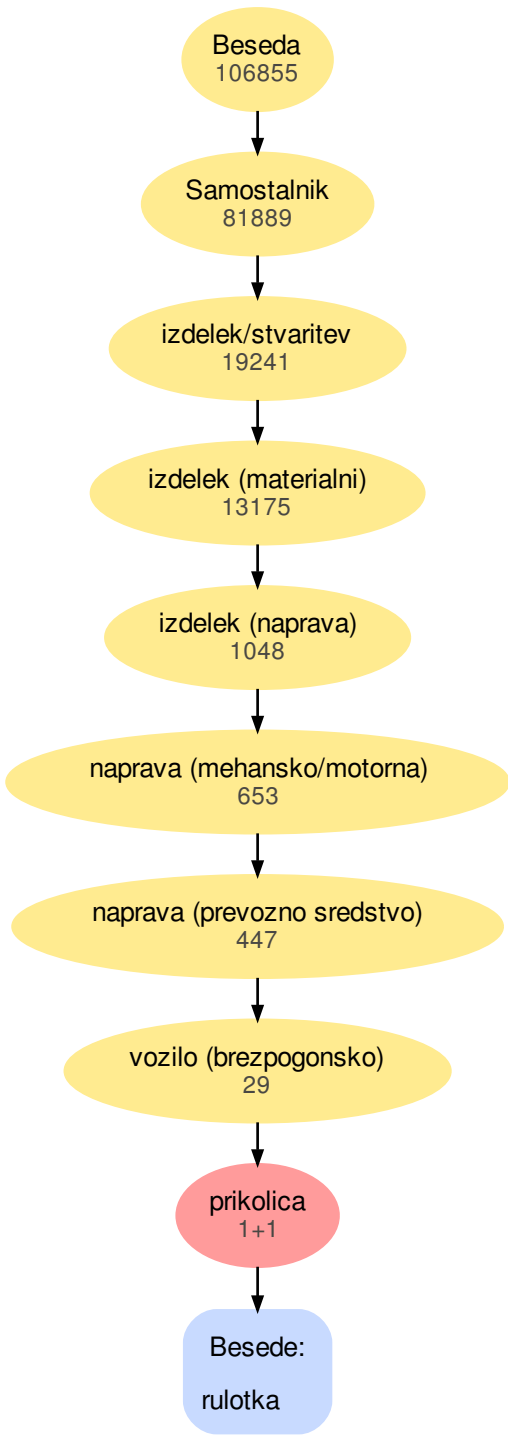 Beseda
106855
Samostalnik
81889
izdelek/stvaritev
19241
izdelek (materialni)
13175
izdelek (naprava)
1048
naprava (mehansko/motorna)
653
naprava (prevozno sredstvo)
447
vozilo (brezpogonsko)
29
prikolica
1+1
Besede:
rulotka